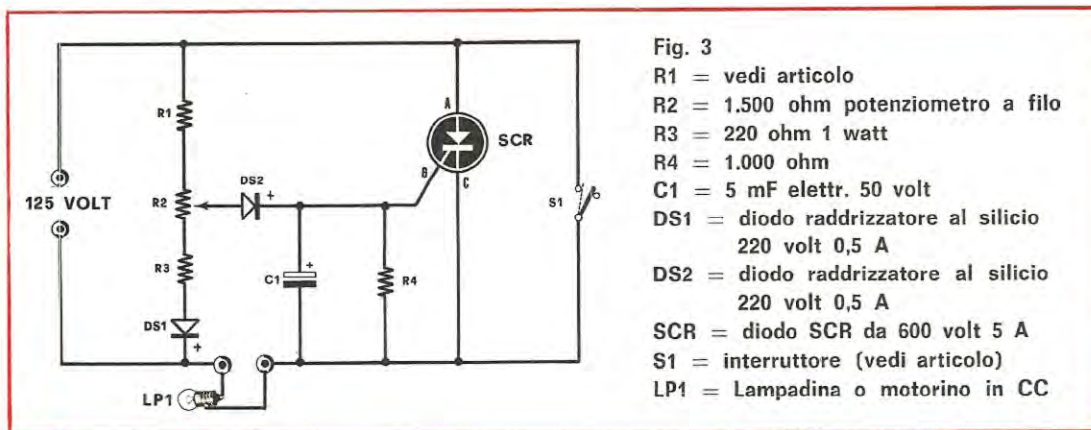 125 VOLT
R1
R2
R3
DS1
+
DS2
+
C1
+
R4
A
B
C
SCR
S1
LP1
Fig. 3
R1 = vedi articolo
R2 = 1.500 ohm potenziometro a filo
R3 = 220 ohm 1 watt
R4 = 1.000 ohm
C1 = 5 mF elettr. 50 volt
DS1 = diodo raddrizzatore al silicio
220 volt 0,5 A
DS2 = diodo raddrizzatore al silicio
220 volt 0,5 A
SCR = diodo SCR da 600 volt 5 A
S1 = interruttore (vedi articolo)
LP1 = Lampadina o motorino in CC